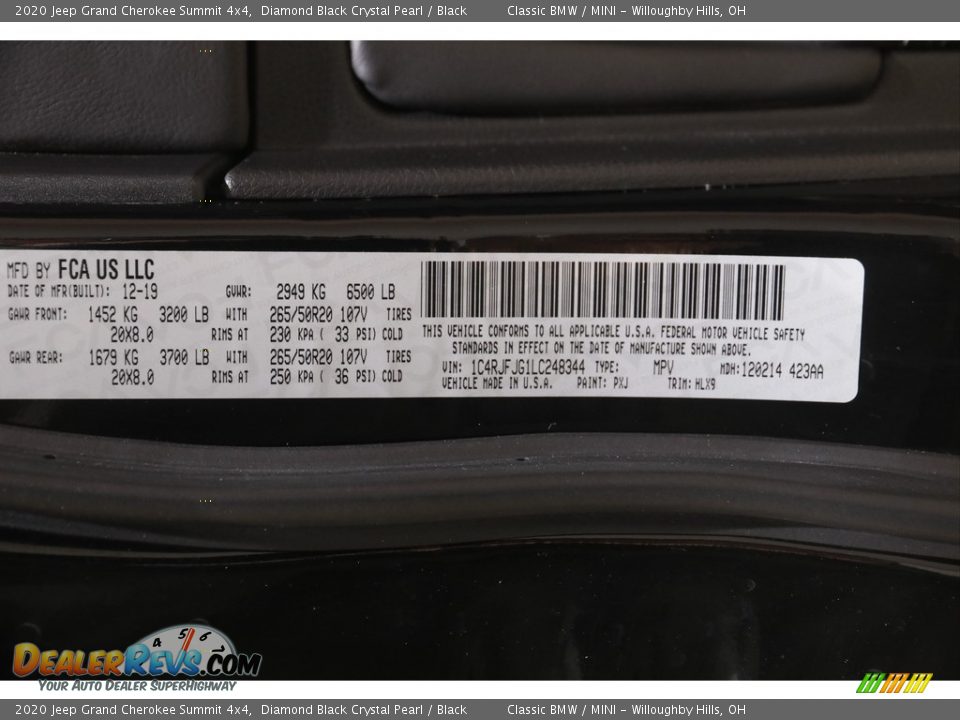 2020 Jeep Grand Cherokee Summit 4x4, Diamond Black Crystal Pearl / Black Classic BMW / MINI - Willoughby Hills, OH
MFD BY FCA US LLC
DATE OF MFR(BUILT): 12-19 GVWR: 2949 KG 6500 LB
GAWR FRONT: 1452 KG 3200 LB WITH 265/50R20 107V TIRES
20X8.0 RIMS AT 230 KPA ( 33 PSI) COLD
GAWR REAR: 1679 KG 3700 LB WITH 265/50R20 107V TIRES
20X8.0 RIMS AT 250 KPA ( 36 PSI) COLD
THIS VEHICLE CONFORMS TO ALL APPLICABLE U.S.A. FEDERAL MOTOR VEHICLE SAFETY
STANDARDS IN EFFECT ON THE DATE OF MANUFACTURE SHOWN ABOVE.
VIN: 1C4RJFJG1LC248344 TYPE: MPV MDH: 120214 423AA
VEHICLE MADE IN U.S.A. PAINT: PXJ TRIM: HLX9
4 5 6
DEALERREVS.COM
YOUR AUTO DEALER SUPERHIGHWAY
2020 Jeep Grand Cherokee Summit 4x4, Diamond Black Crystal Pearl / Black Classic BMW / MINI - Willoughby Hills, OH